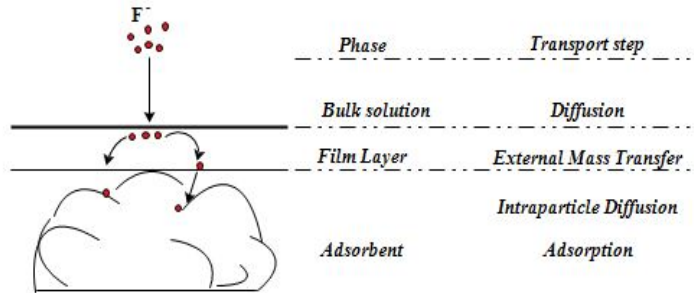 F-
Phase Transport step
Bulk solution Diffusion
Film Layer External Mass Transfer
Intraparticle Diffusion
Adsorbent Adsorption